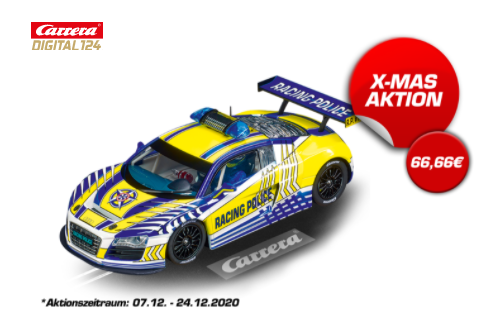 Carrera
DIGITAL 124
X-MAS
AKTION
66,66€
RACING POLICE
RACING POLICE
Carrera
*Aktionszeitraum: 07.12. - 24.12.2020